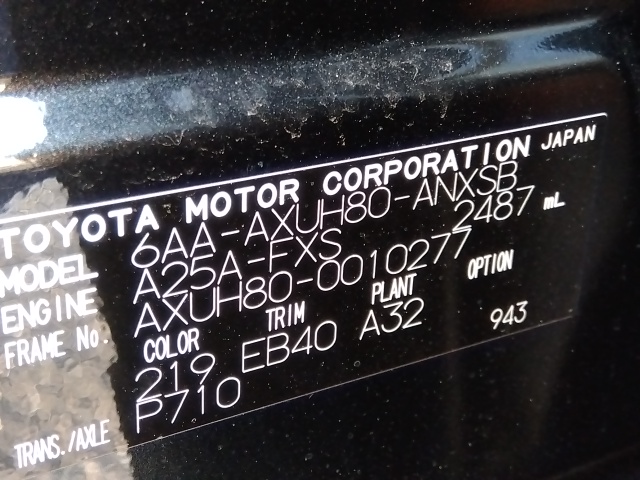 TOYOTA MOTOR CORPORATION JAPAN
MODEL 6AA-AXUH80-ANXSB
ENGINE A25A-FXS 2487 mL
FRAME No. AXUH80-0010277
COLOR TRIM PLANT OPTION
219 EB40 A32 943
TRANS./AXLE P710